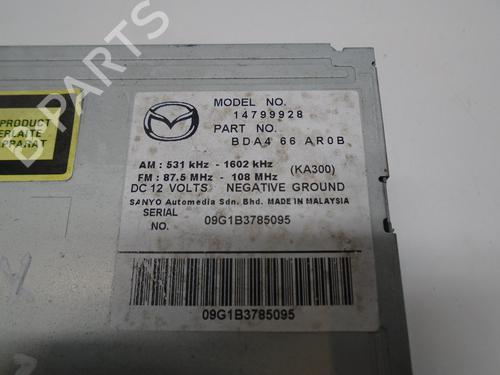 B PARTS
PRODUCT
ERLAITE
APPARAT
MODEL NO.
14799928
PART NO.
BDA4 66 AR0B
AM : 531 kHz - 1602 kHz
(KA300)
FM : 87.5 MHz - 108 MHz
DC 12 VOLTS NEGATIVE GROUND
SANYO Automedia Sdn. Bhd. MADE IN MALAYSIA
SERIAL
NO.
09G1B3785095
09G1B3785095